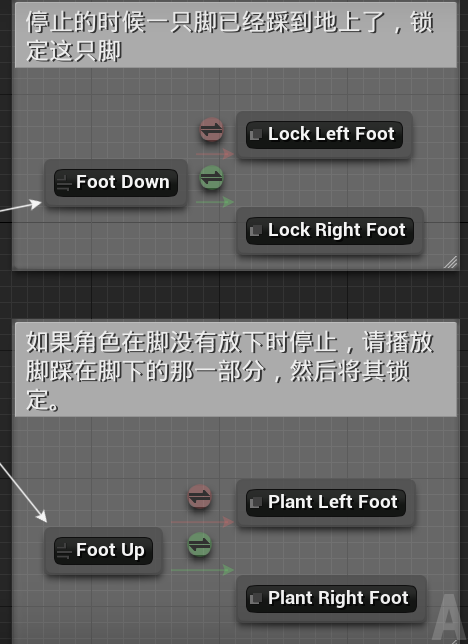 停止的时候一只脚已经踩到地上了，锁
定这只脚
Lock Left Foot
Foot Down
Lock Right Foot
如果角色在脚没有放下时停止，请播放
脚踩在脚下的那一部分，然后将其锁
定。
Plant Left Foot
Foot Up
Plant Right Foot
A